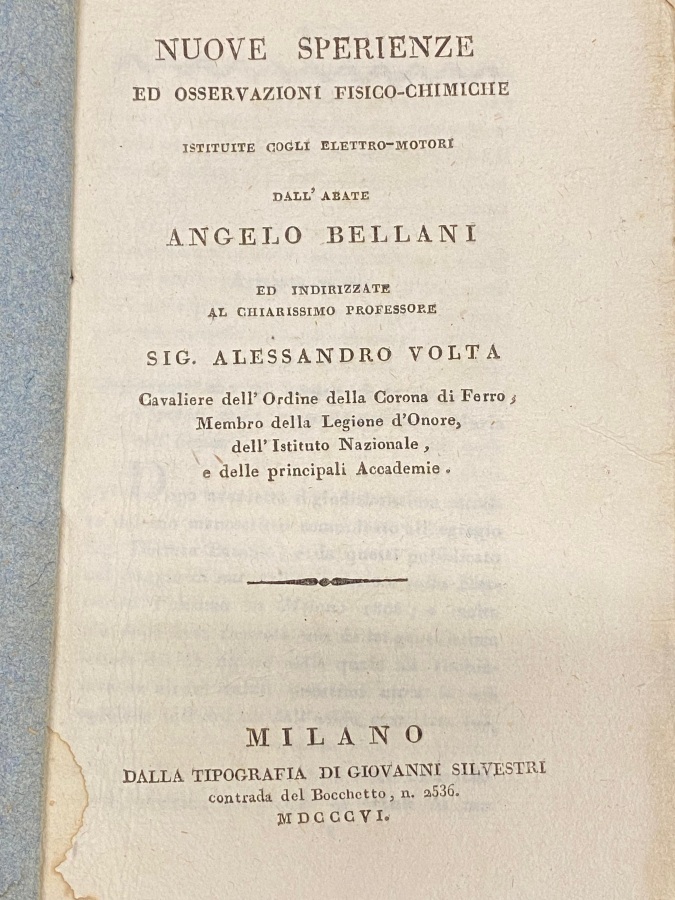 NUOVE SPERIENZE
ED OSSERVAZIONI FISICO-CHIMICHE
ISTITUITE COGLI ELETTRO-MOTORI
DALL' ABATE
ANGELO BELLANI
ED INDIRIZZATE
AL CHIARISSIMO PROFESSORE
SIG. ALESSANDRO VOLTA
Cavaliere dell' Ordine della Corona di Ferro,
Membro della Legione d'Onore,
dell' Istituto Nazionale,
e delle principali Accademie.
MILANO
DALLA TIPOGRAFIA DI GIOVANNI SILVESTRI
contrada del Bocchetto, n. 2536.
MDCCCVI.